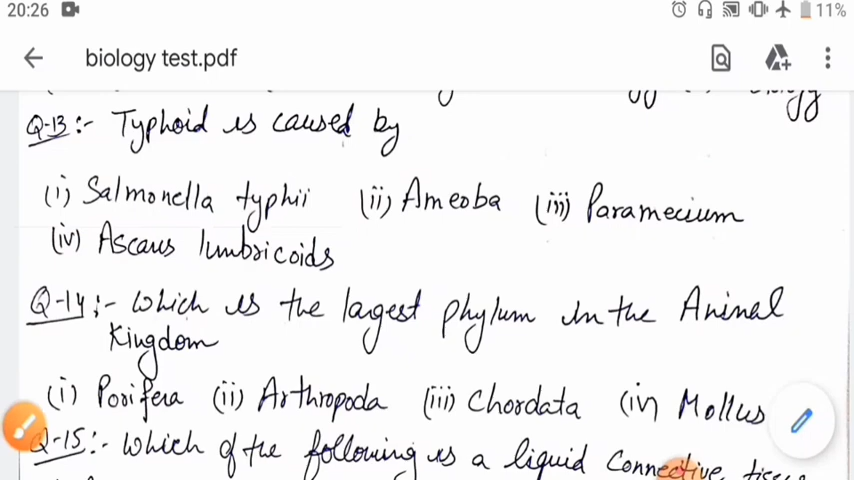 20:26
11%
biology test.pdf
Q-13:- Typhoid is caused by
(i) Salmonella typhii (ii) Ameoba (iii) Paramecium
(iv) Ascaus lumbricoids
Q-14:- Which is the largest phylum in the Animal
Kingdom
(i) Porifera (ii) Arthropoda (iii) Chordata (iv) Mollus
Q-15:- Which of the following is a liquid connective tissue